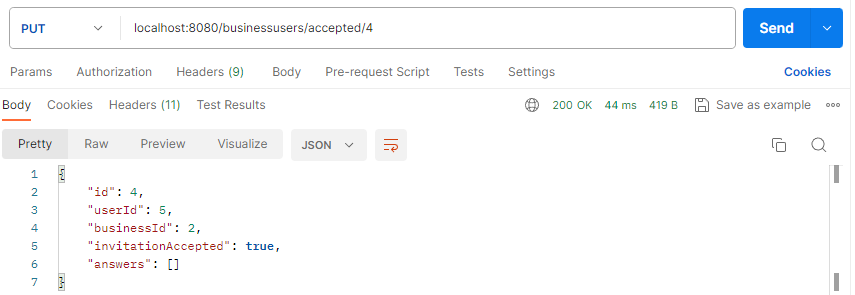 PUT localhost:8080/businessusers/accepted/4 Send
Params Authorization Headers (9) Body Pre-request Script Tests Settings Cookies
Body Cookies Headers (11) Test Results 200 OK 44 ms 419 B Save as example
Pretty Raw Preview Visualize JSON
1 {
2 "id": 4,
3 "userId": 5,
4 "businessId": 2,
5 "invitationAccepted": true,
6 "answers": []
7 }